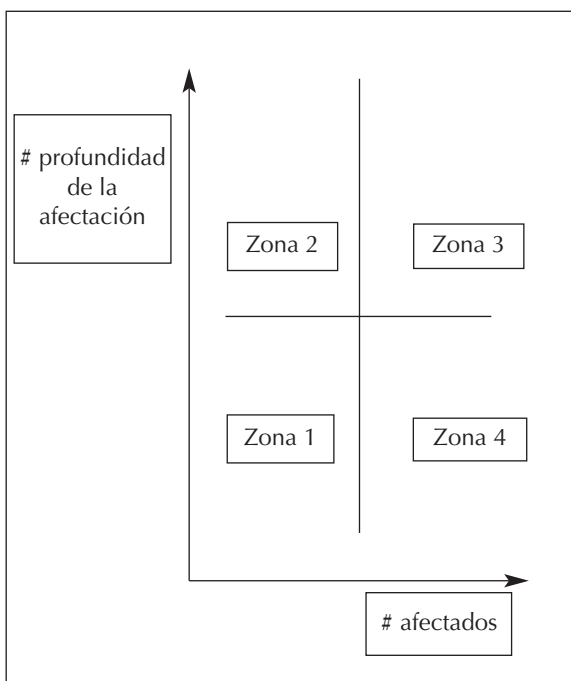 # profundidad
de la
afectación
Zona 2
Zona 3
Zona 1
Zona 4
# afectados